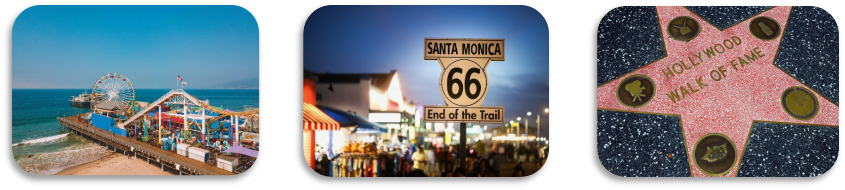 SANTA MONICA
66
End of the Trail
HOLLYWOOD
WALK OF FAME